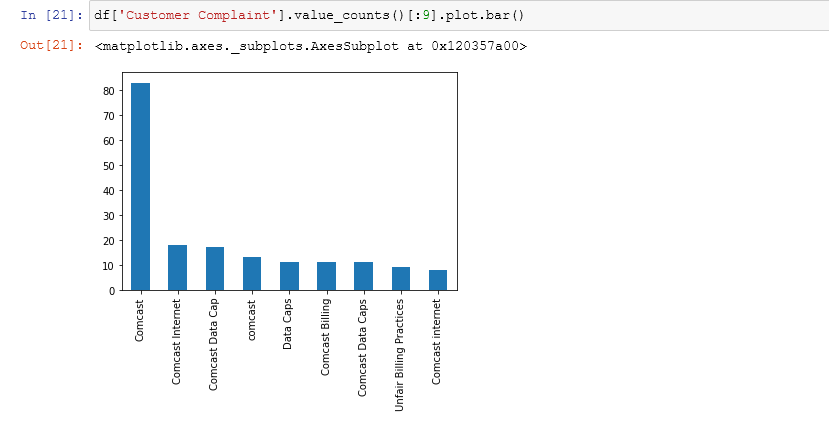 In [21]: df['Customer Complaint'].value_counts()[:9].plot.bar()
Out[21]: <matplotlib.axes._subplots.AxesSubplot at 0x120357a00>
80
70
60
50
40
30
20
10
0
Comcast
Comcast Internet
Comcast Data Cap
comcast
Data Caps
Comcast Billing
Comcast Data Caps
Unfair Billing Practices
Comcast internet